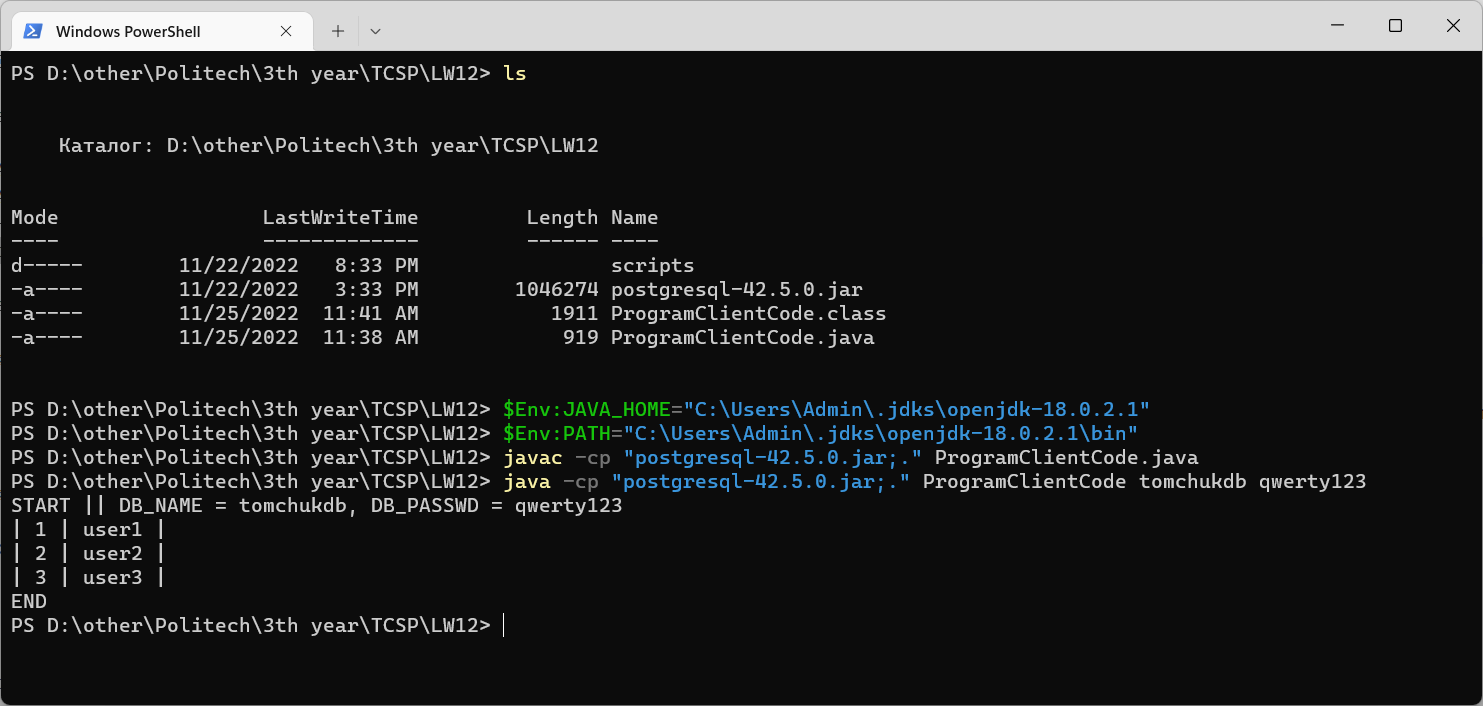 Windows PowerShell
PS D:\other\Politech\3th year\TCSP\LW12> ls
    Каталог: D:\other\Politech\3th year\TCSP\LW12
Mode                 LastWriteTime         Length Name
----                 -------------         ------ ----
d-----        11/22/2022   8:33 PM                scripts
-a----        11/22/2022   3:33 PM        1046274 postgresql-42.5.0.jar
-a----        11/25/2022  11:41 AM           1911 ProgramClientCode.class
-a----        11/25/2022  11:38 AM            919 ProgramClientCode.java
PS D:\other\Politech\3th year\TCSP\LW12> $Env:JAVA_HOME="C:\Users\Admin\.jdks\openjdk-18.0.2.1"
PS D:\other\Politech\3th year\TCSP\LW12> $Env:PATH="C:\Users\Admin\.jdks\openjdk-18.0.2.1\bin"
PS D:\other\Politech\3th year\TCSP\LW12> javac -cp "postgresql-42.5.0.jar;." ProgramClientCode.java
PS D:\other\Politech\3th year\TCSP\LW12> java -cp "postgresql-42.5.0.jar;." ProgramClientCode tomchukdb qwerty123
START || DB_NAME = tomchukdb, DB_PASSWD = qwerty123
| 1 | user1 |
| 2 | user2 |
| 3 | user3 |
END
PS D:\other\Politech\3th year\TCSP\LW12>